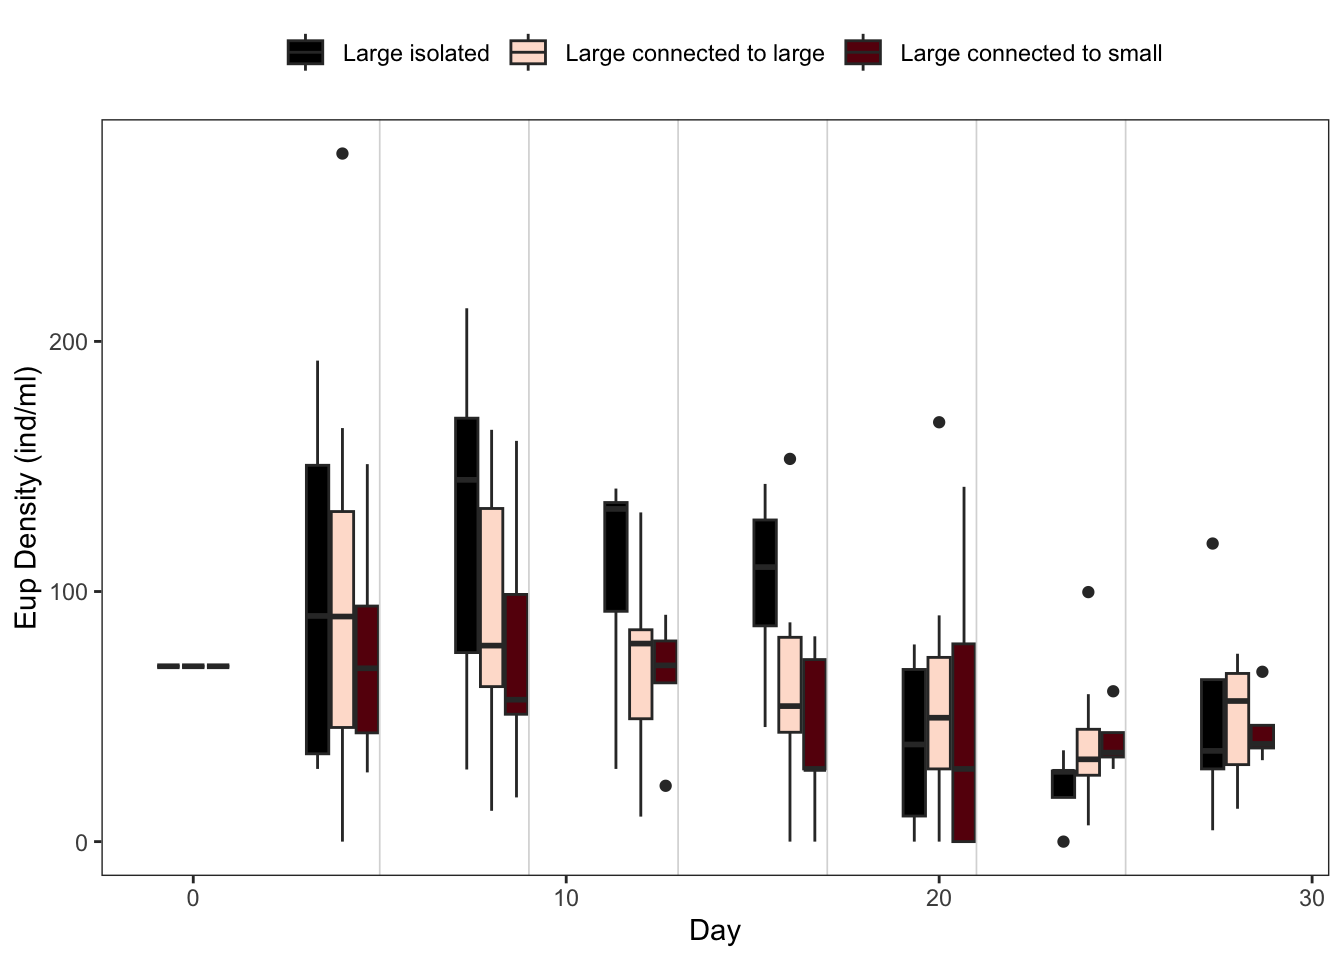 Large isolated Large connected to large Large connected to small
Eup Density (ind/ml)
200
100
0
0 10 20 30
Day